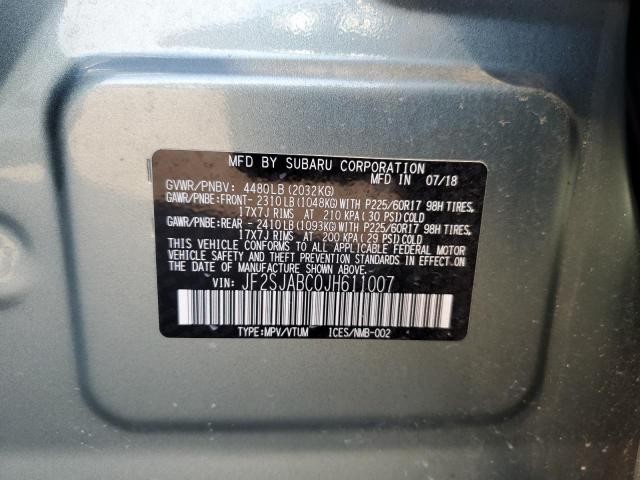 MFD BY SUBARU CORPORATION
MFD IN 07/18
GVWR/PNBV: 4480LB(2032KG)
GAWR/PNBE:FRONT- 2310LB(1048KG)WITH P225/60R17 98H TIRES,
17X7J RIMS AT 210 KPA(30 PSI)COLD
GAWR/PNBE:REAR - 2410LB(1093KG)WITH P225/60R17 98H TIRES,
17X7J RIMS AT 200 KPA(29 PSI)COLD
THIS VEHICLE CONFORMS TO ALL APPLICABLE FEDERAL MOTOR
VEHICLE SAFETY AND THEFT PREVENTION STANDARDS IN EFFECT
ON THE DATE OF MANUFACTURE SHOWN ABOVE.
VIN: JF2SJABC0JH611007
TYPE:MPV/VTUM ICES/NMB-002